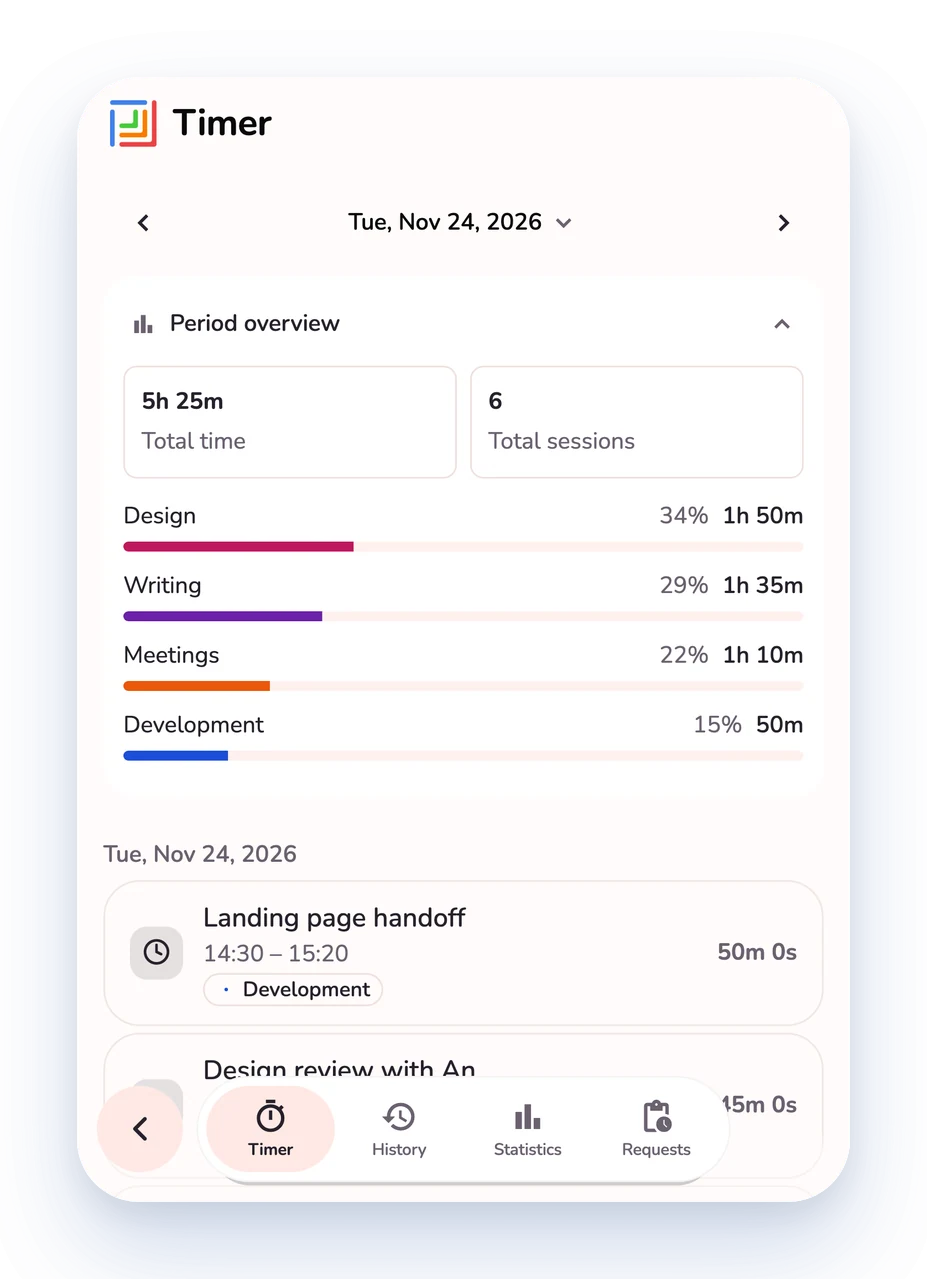 Timer
Tue, Nov 24, 2026
Period overview
5h 25m
Total time
6
Total sessions
Design 34% 1h 50m
Writing 29% 1h 35m
Meetings 22% 1h 10m
Development 15% 50m
Tue, Nov 24, 2026
Landing page handoff
14:30 – 15:20
50m 0s
Development
Design review with An
45m 0s
Timer
History
Statistics
Requests